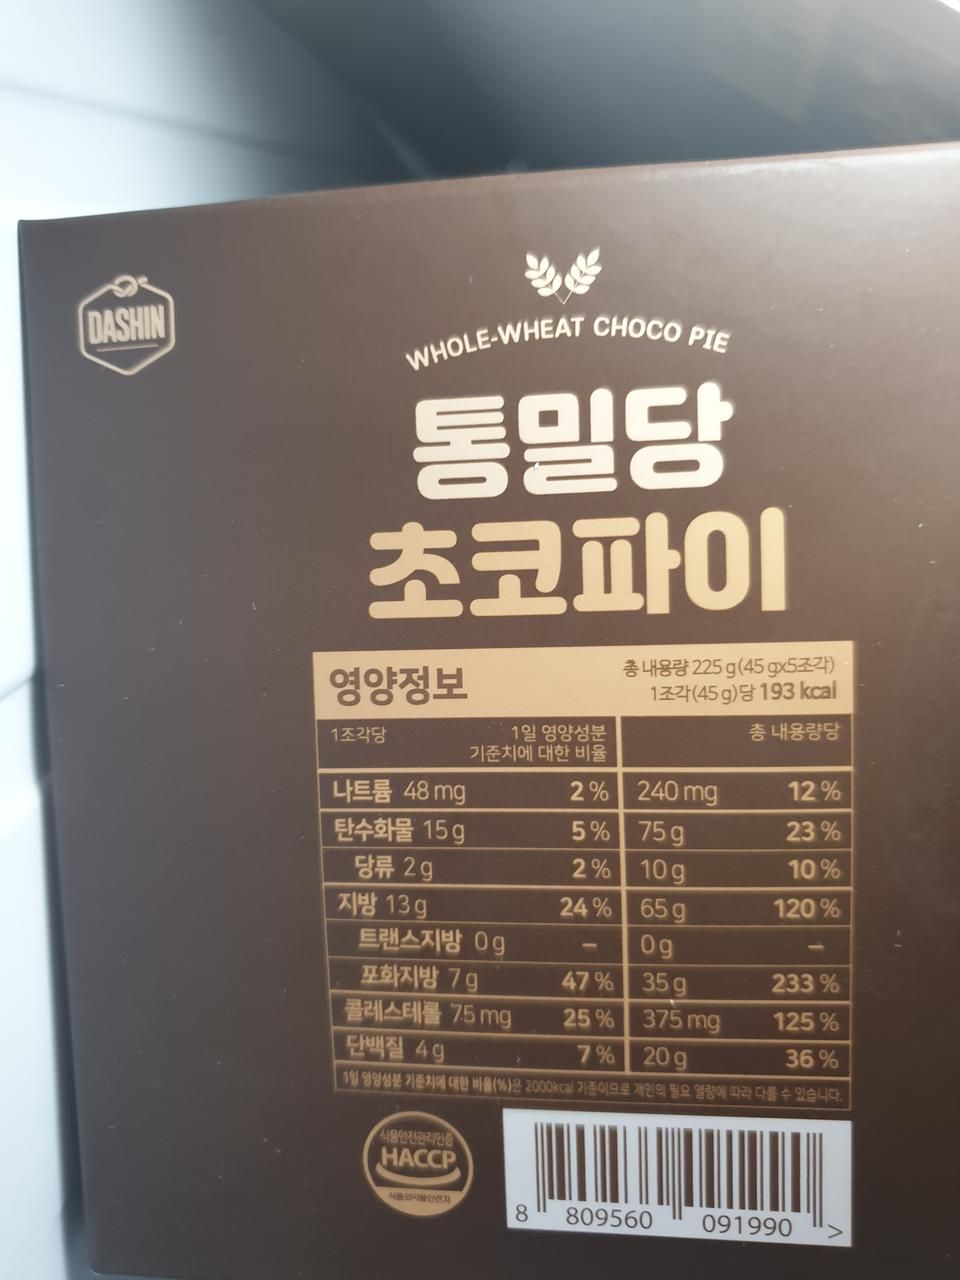 DASHIN
WHOLE-WHEAT CHOCO PIE
통밀당
초코파이
영양정보
총 내용량 225 g(45 gx5조각)
1조각(45 g)당 193 kcal
1조각당 1일 영양성분 기준치에 대한 비율 총 내용량당
나트륨 48 mg 2 % 240 mg 12 %
탄수화물 15 g 5 % 75 g 23 %
당류 2 g 2 % 10 g 10 %
지방 13 g 24 % 65 g 120 %
트랜스지방 0 g – 0 g –
포화지방 7 g 47 % 35 g 233 %
콜레스테롤 75 mg 25 % 375 mg 125 %
단백질 4 g 7 % 20 g 36 %
1일 영양성분 기준치에 대한 비율(%)은 2000kcal 기준이므로 개인의 필요 열량에 따라 다를 수 있습니다.
식품안전관리인증
HACCP
식품의약품안전처
8 809560 091990 >